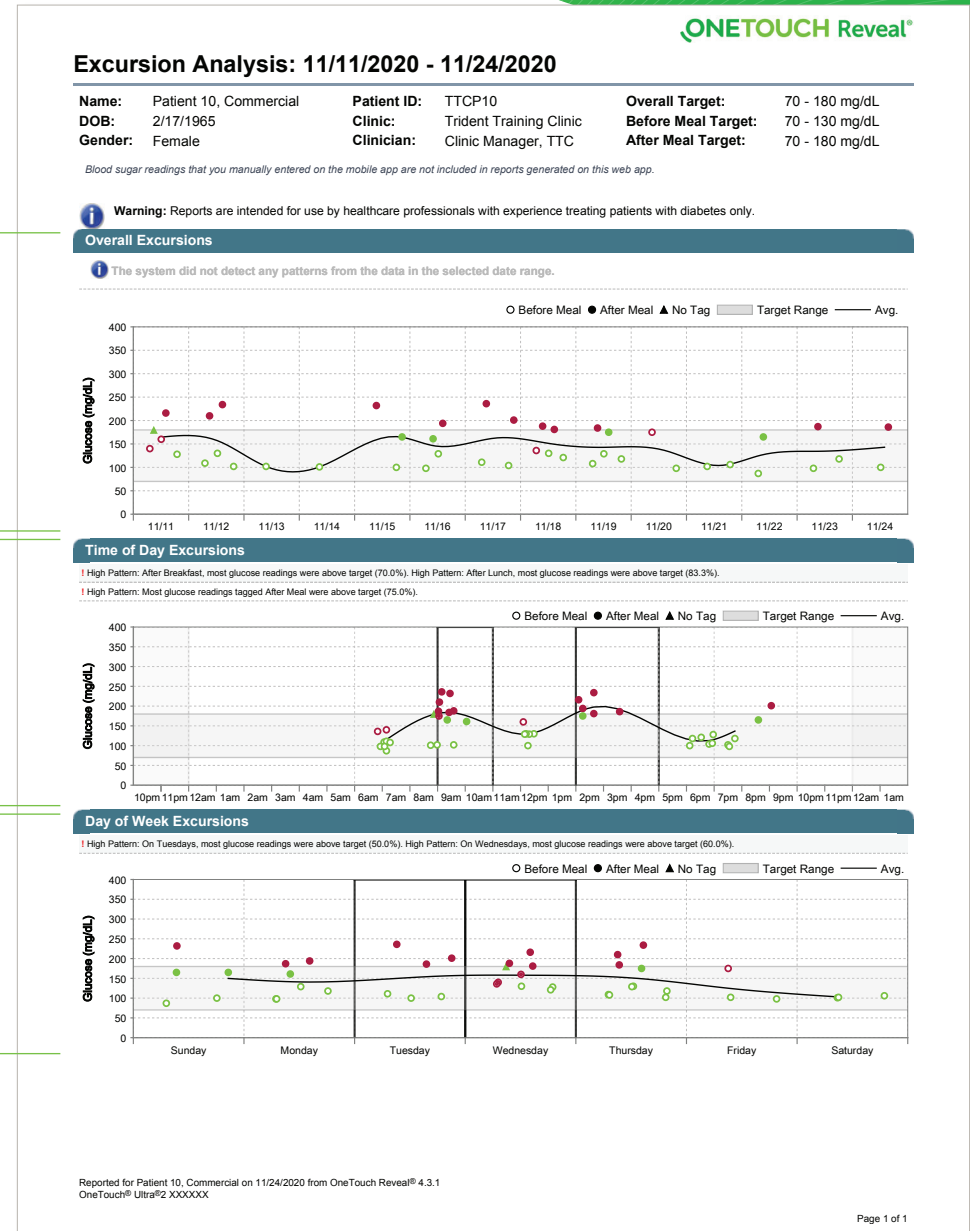 ONETOUCH Reveal®
Excursion Analysis: 11/11/2020 - 11/24/2020
Name: Patient 10, Commercial Patient ID: TTCP10 Overall Target: 70 - 180 mg/dL
DOB: 2/17/1965 Clinic: Trident Training Clinic Before Meal Target: 70 - 130 mg/dL
Gender: Female Clinician: Clinic Manager, TTC After Meal Target: 70 - 180 mg/dL
Blood sugar readings that you manually entered on the mobile app are not included in reports generated on this web app.
i Warning: Reports are intended for use by healthcare professionals with experience treating patients with diabetes only.
Overall Excursions
i The system did not detect any patterns from the data in the selected date range.
Before Meal After Meal No Tag Target Range Avg.
Glucose (mg/dL)
400
350
300
250
200
150
100
50
0
11/11 11/12 11/13 11/14 11/15 11/16 11/17 11/18 11/19 11/20 11/21 11/22 11/23 11/24
Time of Day Excursions
! High Pattern: After Breakfast, most glucose readings were above target (70.0%). High Pattern: After Lunch, most glucose readings were above target (83.3%).
! High Pattern: Most glucose readings tagged After Meal were above target (75.0%).
Before Meal After Meal No Tag Target Range Avg.
Glucose (mg/dL)
400
350
300
250
200
150
100
50
0
10pm 11pm 12am 1am 2am 3am 4am 5am 6am 7am 8am 9am 10am 11am 12pm 1pm 2pm 3pm 4pm 5pm 6pm 7pm 8pm 9pm 10pm 11pm 12am 1am
Day of Week Excursions
! High Pattern: On Tuesdays, most glucose readings were above target (50.0%). High Pattern: On Wednesdays, most glucose readings were above target (60.0%).
Before Meal After Meal No Tag Target Range Avg.
Glucose (mg/dL)
400
350
300
250
200
150
100
50
0
Sunday Monday Tuesday Wednesday Thursday Friday Saturday
Reported for Patient 10, Commercial on 11/24/2020 from OneTouch Reveal® 4.3.1
OneTouch® Ultra®2 XXXXXX
Page 1 of 1